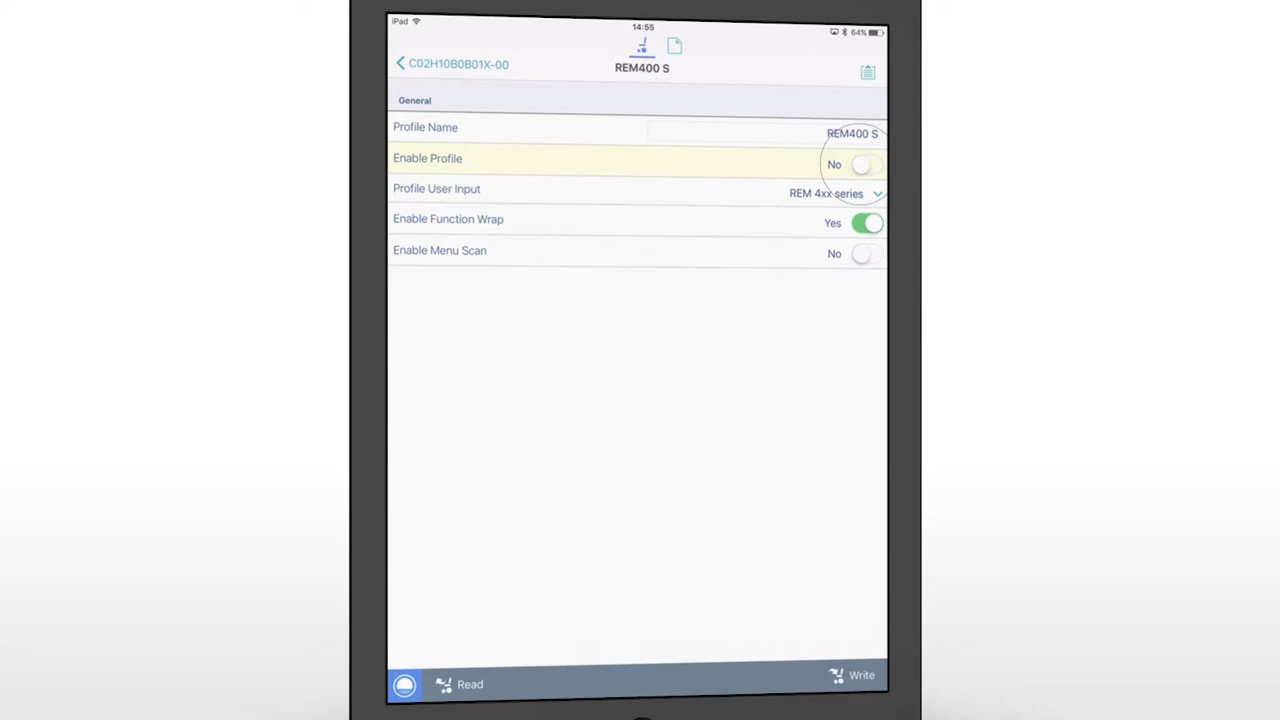 iPad
14:55
64%
C02H10B0B01X-00
REM400 S
General
Profile Name REM400 S
Enable Profile No
Profile User Input REM 4xx series
Enable Function Wrap Yes
Enable Menu Scan No
Read Write